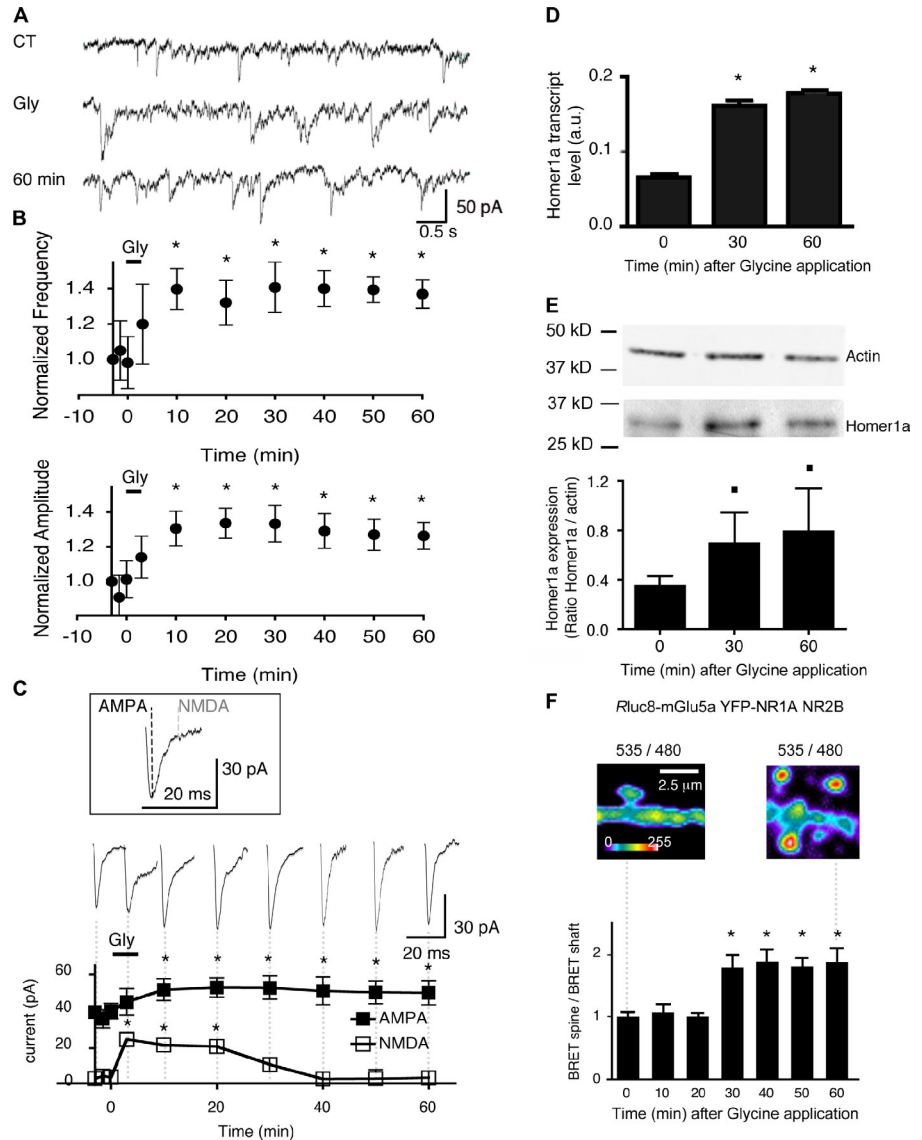 A
CT
Gly
60 min
50 pA
0.5 s
B
Normalized Frequency
Gly
* * * * * *
1.4
1.2
1.0
-10 0 10 20 30 40 50 60
Time (min)
Normalized Amplitude
Gly
* * * * * *
1.4
1.0
-10 0 10 20 30 40 50 60
Time (min)
C
AMPA NMDA
30 pA
20 ms
30 pA
20 ms
Gly
* * * * * *
* * *
current (pA)
60
40
20
0
AMPA
NMDA
0 20 40 60
Time (min)
D
Homer1a transcript
level (a.u.)
0.2
0.1
0.0
* *
0 30 60
Time (min) after Glycine application
E
50 kD
37 kD
Actin
37 kD
25 kD
Homer1a
Homer1a expression
(Ratio Homer1a / actin)
1.2
0.8
0.4
0.0
0 30 60
Time (min) after Glycine application
F
Rluc8-mGlu5a YFP-NR1A NR2B
535 / 480 535 / 480
2.5 µm
0 255
BRET spine / BRET shaft
2
1
0
* * * *
0 10 20 30 40 50 60
Time (min) after Glycine application